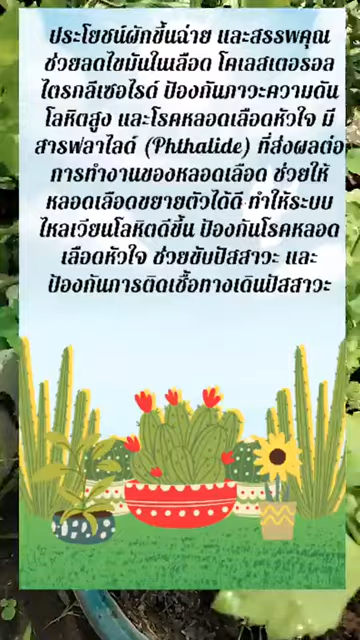 ประโยชน์ผักขึ้นฉ่าย และสรรพคุณ
ช่วยลดไขมันในเลือด โคเลสเตอรอล
ไตรกลีเซอไรด์ ป้องกันภาวะความดัน
โลหิตสูง และโรคหลอดเลือดหัวใจ มี
สารฟลาไลด์ (Phthalide) ที่ส่งผลต่อ
การทำงานของหลอดเลือด ช่วยให้
หลอดเลือดขยายตัวได้ดี ทำให้ระบบ
ไหลเวียนโลหิตดีขึ้น ป้องกันโรคหลอด
เลือดหัวใจ ช่วยขับปัสสาวะ และ
ป้องกันการติดเชื้อทางเดินปัสสาวะ